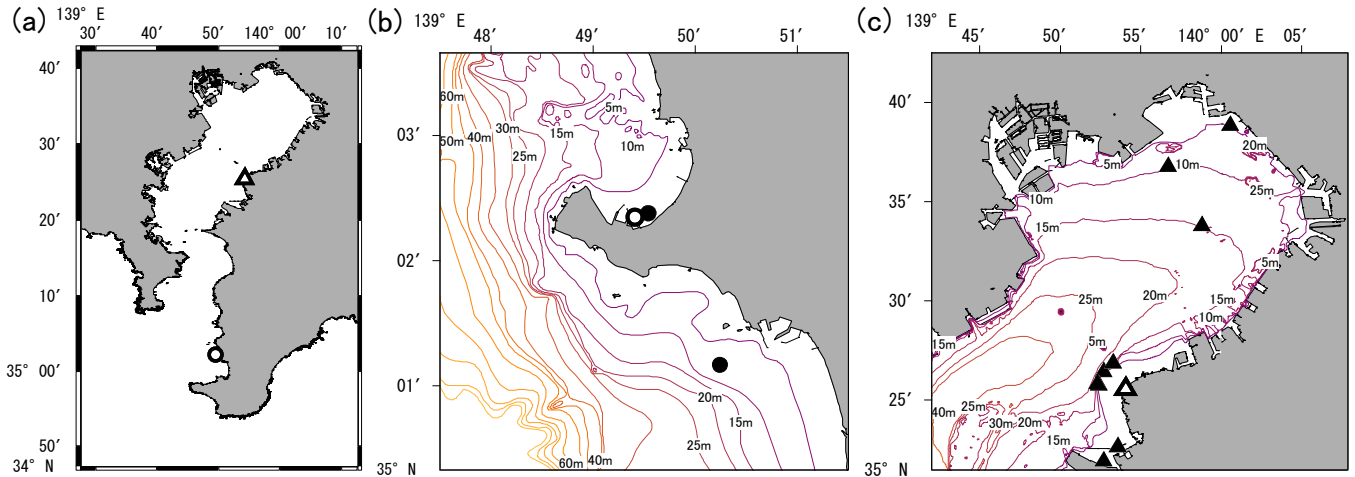 (a)
139° E
30′ 40′ 50′ 140° 00′ 10′
40′
30′
20′
10′
35° 00′
50′
34° N
(b)
139° E
48′ 49′ 50′ 51′
03′
02′
01′
35° N
60m
50m
40m
30m
25m
15m
5m
10m
20m
15m
25m
40m
60m
(c)
139° E
45′ 50′ 55′ 140° 00′ E 05′
40′
35′
30′
25′
35° N
5m
20m
10m
25m
10m
15m
5m
25m
20m
15m
10m
5m
15m
40m
25m
30m
20m
15m